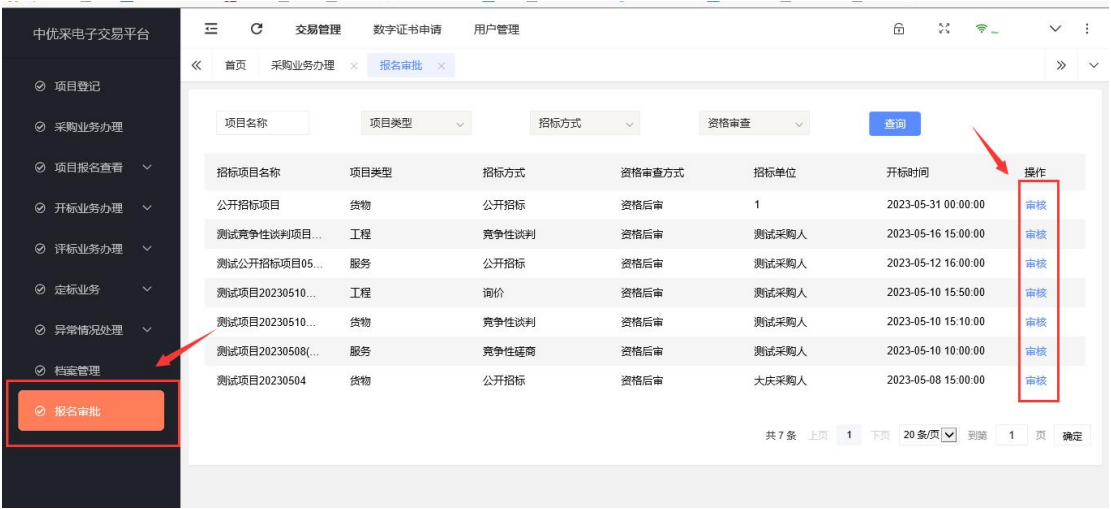 中优采电子交易平台
交易管理 数字证书申请 用户管理
首页 采购业务办理 × 报名审批 ×
项目登记
采购业务办理
项目报名查看
开标业务办理
评标业务办理
定标业务
异常情况处理
档案管理
报名审批
项目名称 项目类型 招标方式 资格审查 查询
招标项目名称 项目类型 招标方式 资格审查方式 招标单位 开标时间 操作
公开招标项目 货物 公开招标 资格后审 1 2023-05-31 00:00:00 审核
测试竞争性谈判项目... 工程 竞争性谈判 资格后审 测试采购人 2023-05-16 15:00:00 审核
测试公开招标项目05... 服务 公开招标 资格后审 测试采购人 2023-05-12 16:00:00 审核
测试项目20230510... 工程 询价 资格后审 测试采购人 2023-05-10 15:50:00 审核
测试项目20230510... 货物 竞争性谈判 资格后审 测试采购人 2023-05-10 15:10:00 审核
测试项目20230508(... 服务 竞争性磋商 资格后审 测试采购人 2023-05-10 10:00:00 审核
测试项目20230504 货物 公开招标 资格后审 大庆采购人 2023-05-08 15:00:00 审核
共 7 条 上页 1 下页 20 条/页 到第 1 页 确定